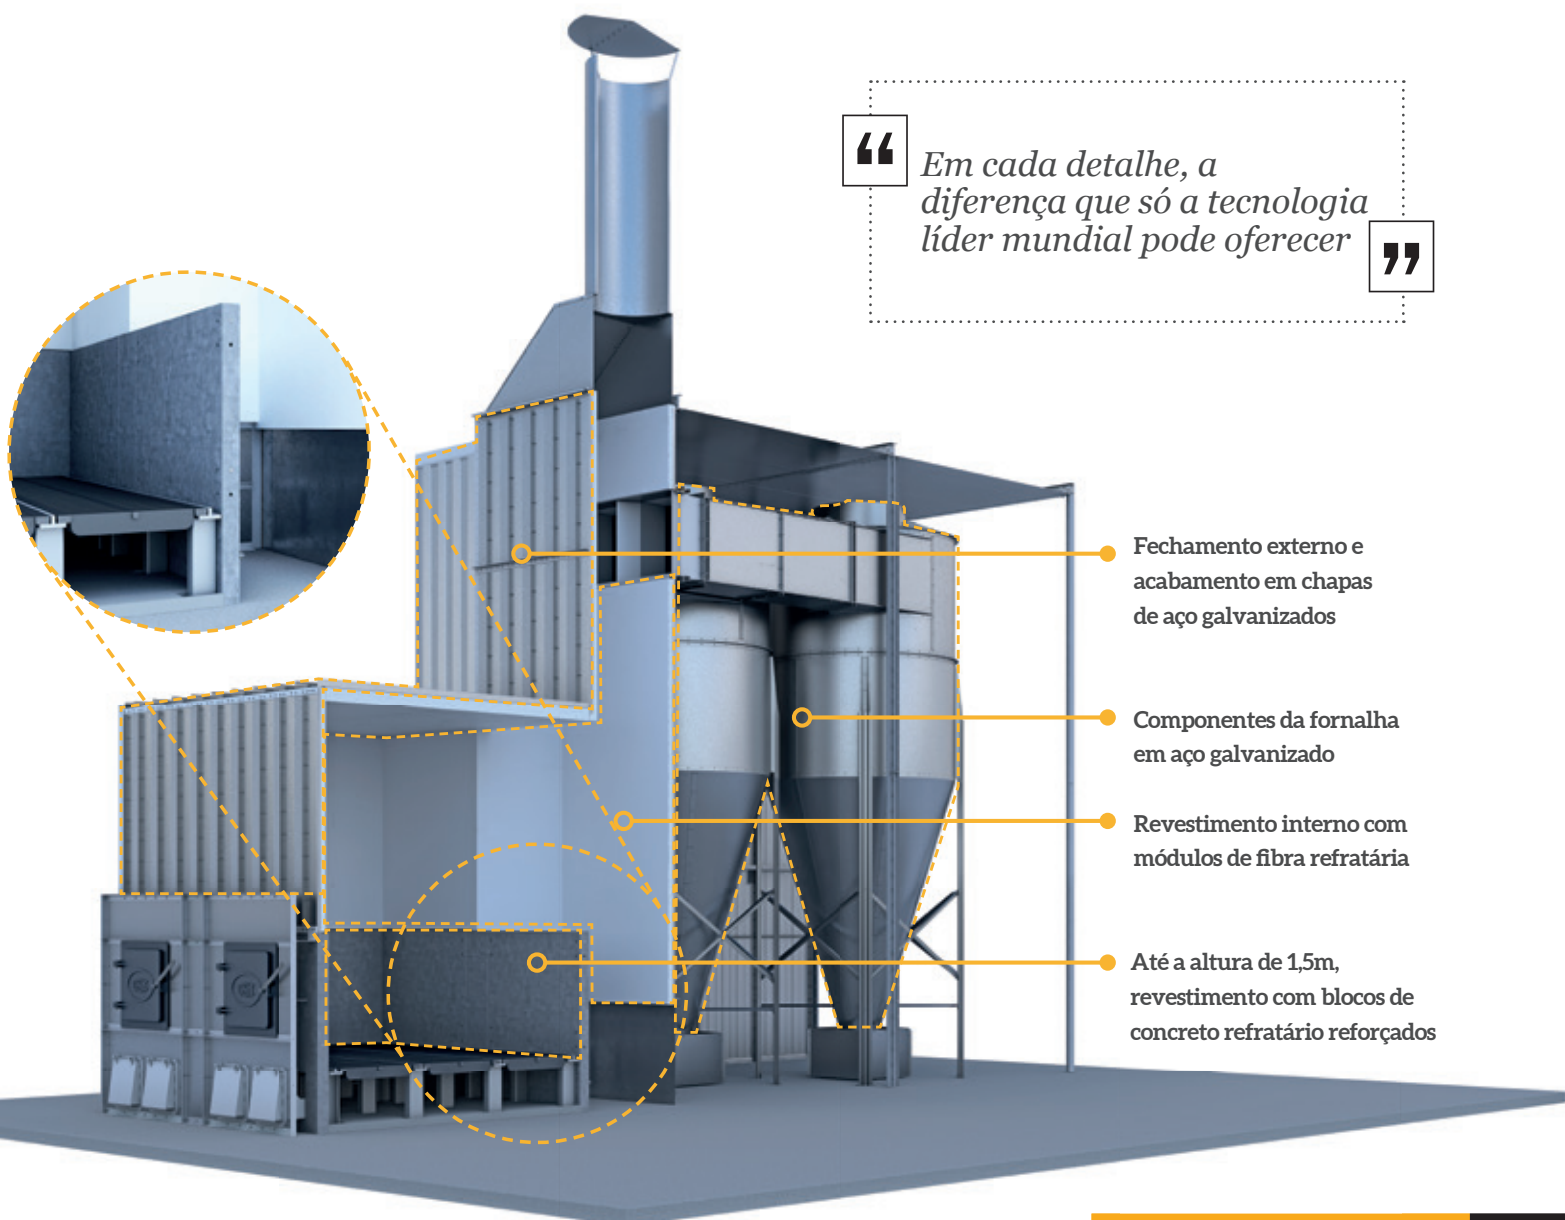 “
Em cada detalhe, a
diferença que só a tecnologia
líder mundial pode oferecer
”
Fechamento externo e
acabamento em chapas
de aço galvanizados
Componentes da fornalha
em aço galvanizado
Revestimento interno com
módulos de fibra refratária
Até a altura de 1,5m,
revestimento com blocos de
concreto refratário reforçados